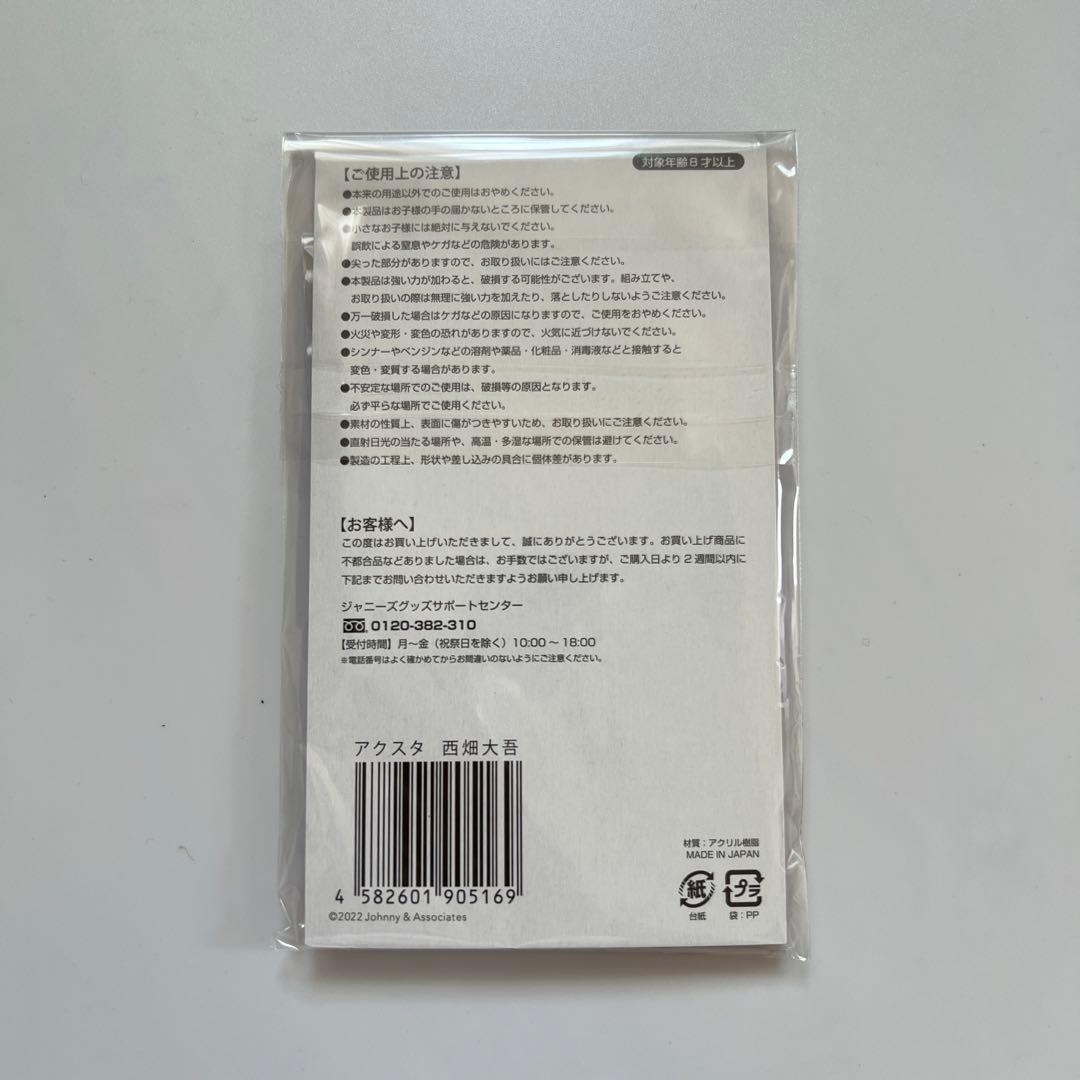 対象年齢8才以上
【ご使用上の注意】
●本来の用途以外でのご使用はおやめください。
●本製品はお子様の手の届かないところに保管してください。
●小さなお子様には絶対に与えないでください。
誤飲による窒息やケガなどの危険があります。
●尖った部分がありますので、お取り扱いにはご注意ください。
●本製品は強い力が加わると、破損する可能性がございます。組み立てや、
お取り扱いの際は無理に強い力を加えたり、落としたりしないようご注意ください。
●万一破損した場合はケガなどの原因になりますので、ご使用をおやめください。
●火災や変形・変色の恐れがありますので、火気に近づけないでください。
●シンナーやベンジンなどの溶剤や薬品・化粧品・消毒液などと接触すると
変色・変質する場合があります。
●不安定な場所でのご使用は、破損等の原因となります。
必ず平らな場所でご使用ください。
●素材の性質上、表面に傷がつきやすいため、お取り扱いにご注意ください。
●直射日光の当たる場所や、高温・多湿な場所での保管は避けてください。
●製造の工程上、形状や差し込みの具合に個体差があります。
【お客様へ】
この度はお買い上げいただきまして、誠にありがとうございます。お買い上げ商品に
不都合品などありました場合は、お手数ではございますが、ご購入日より2週間以内に
下記までお問い合わせいただきますようお願い申し上げます。
ジャニーズグッズサポートセンター
0120-382-310
【受付時間】月〜金（祝祭日を除く）10:00〜18:00
※電話番号はよく確かめてからお間違いのないようにご注意ください。
アクスタ 西畑大吾
4 582601 905169
©2022 Johnny & Associates
材質：アクリル樹脂
MADE IN JAPAN
紙
プラ
台紙
袋：PP